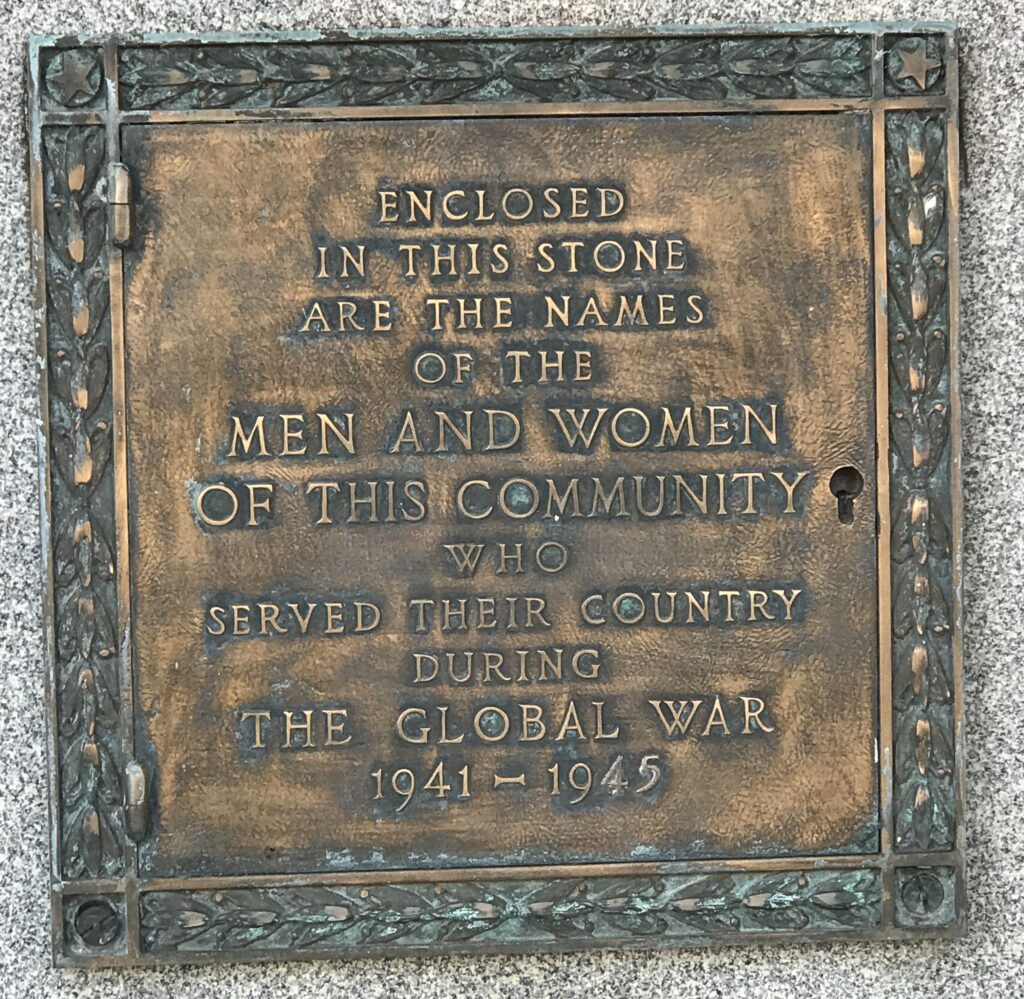 ENCLOSED
IN THIS STONE
ARE THE NAMES
OF THE
MEN AND WOMEN
OF THIS COMMUNITY
WHO
SERVED THEIR COUNTRY
DURING
THE GLOBAL WAR
1941 – 1945